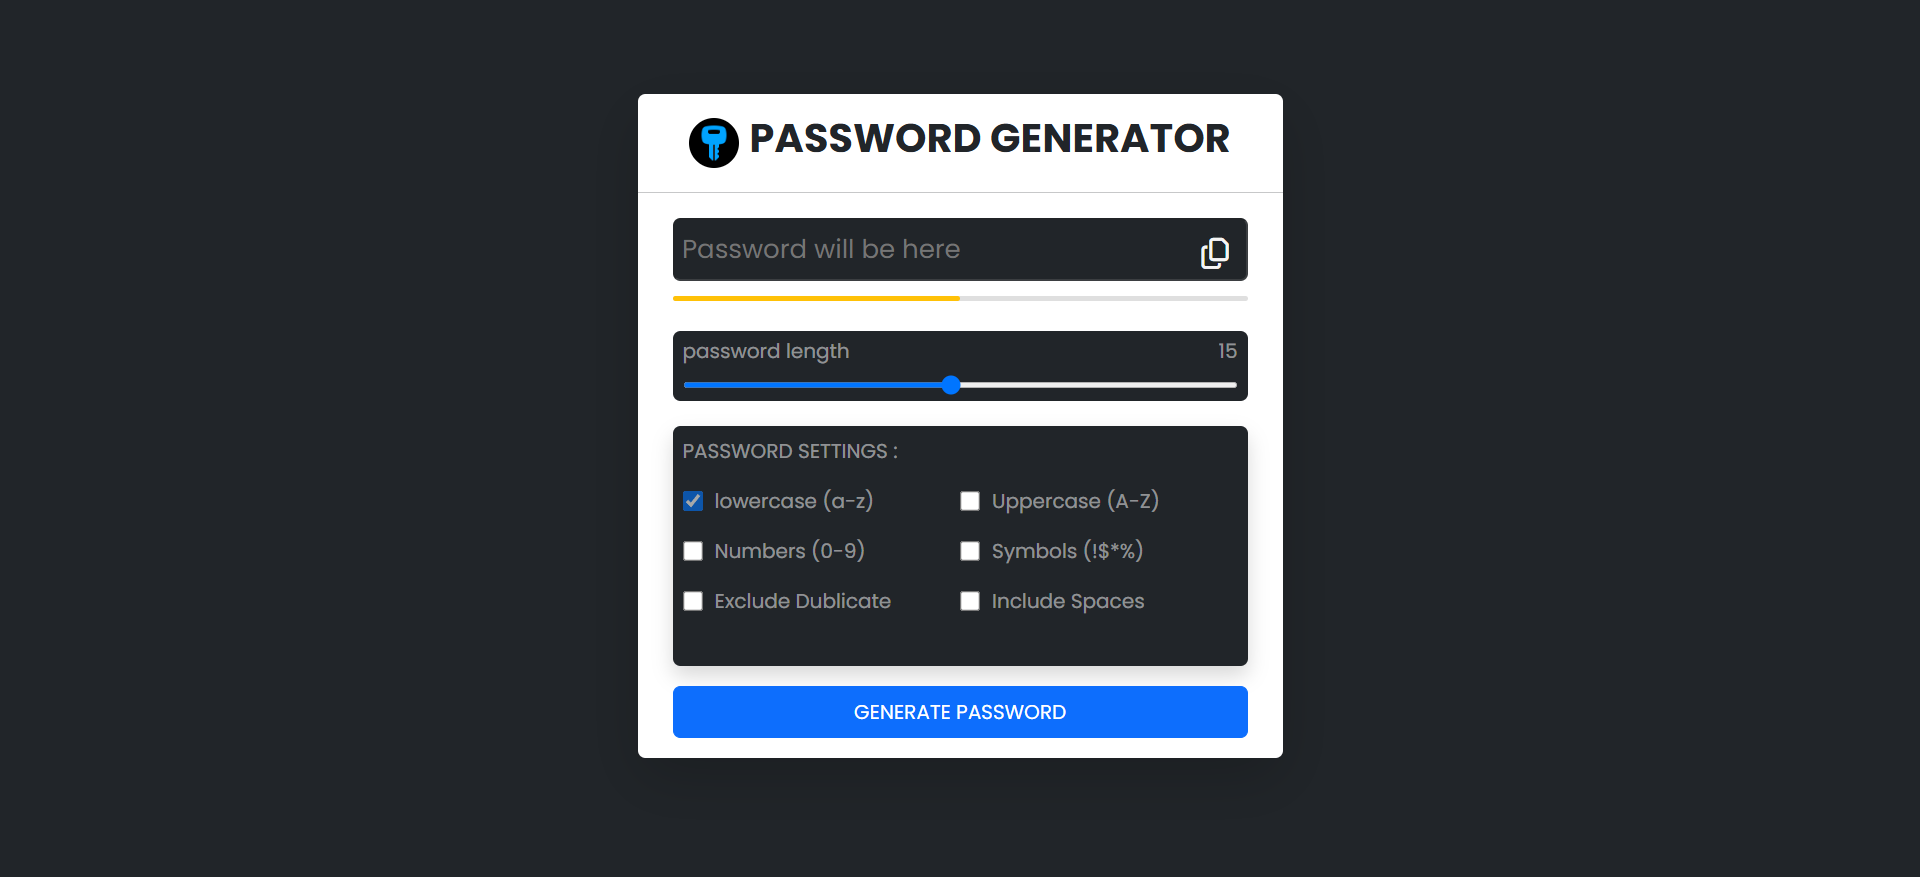 PASSWORD GENERATOR
Password will be here
password length 15
PASSWORD SETTINGS :
lowercase (a-z) Uppercase (A-Z)
Numbers (0-9) Symbols (!$*%)
Exclude Dublicate Include Spaces
GENERATE PASSWORD